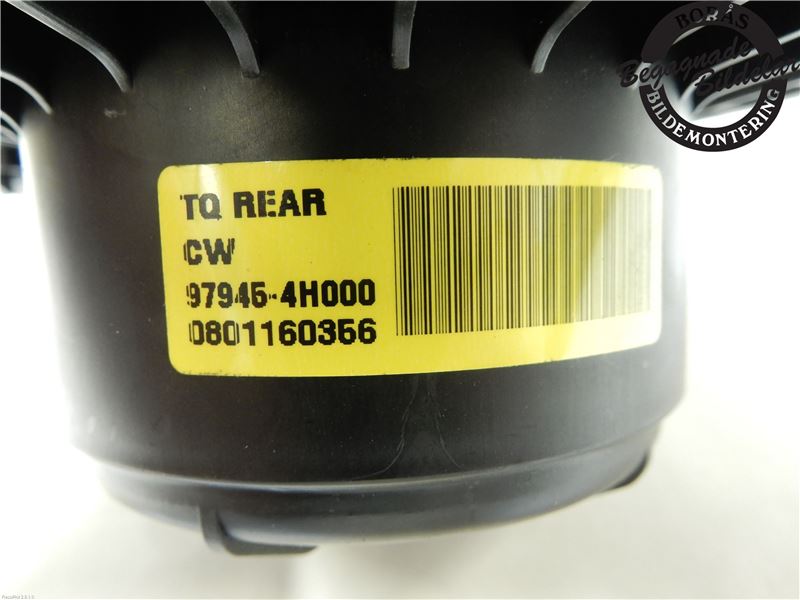 BORÅS
Begagnade
Bildelar
BILDEMONTERING
TQ REAR
CW
97945-4H000
0801160356